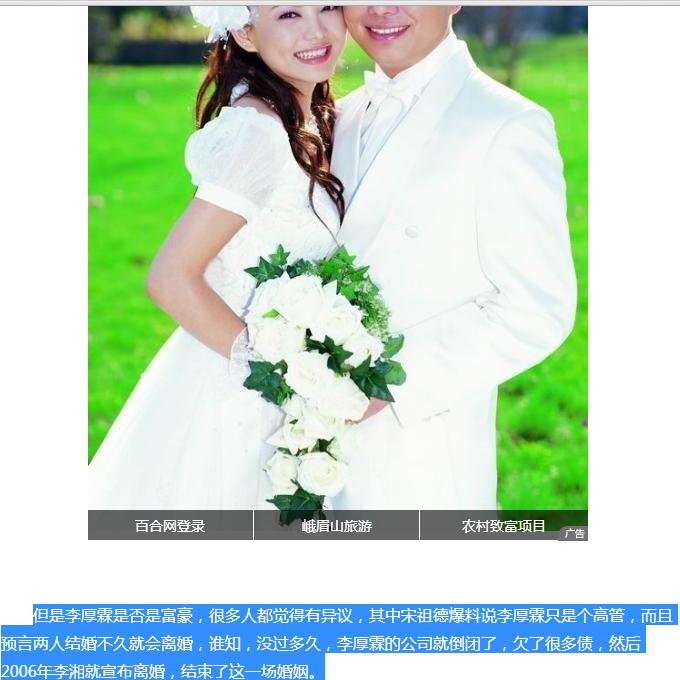 百合网登录
峨眉山旅游
农村致富项目
广告
但是李厚霖是否是富豪，很多人都觉得有异议，其中宋祖德爆料说李厚霖只是个高管，而且
预言两人结婚不久就会离婚，谁知，没过多久，李厚霖的公司就倒闭了，欠了很多债，然后
2006年李湘就宣布离婚，结束了这一场婚姻。